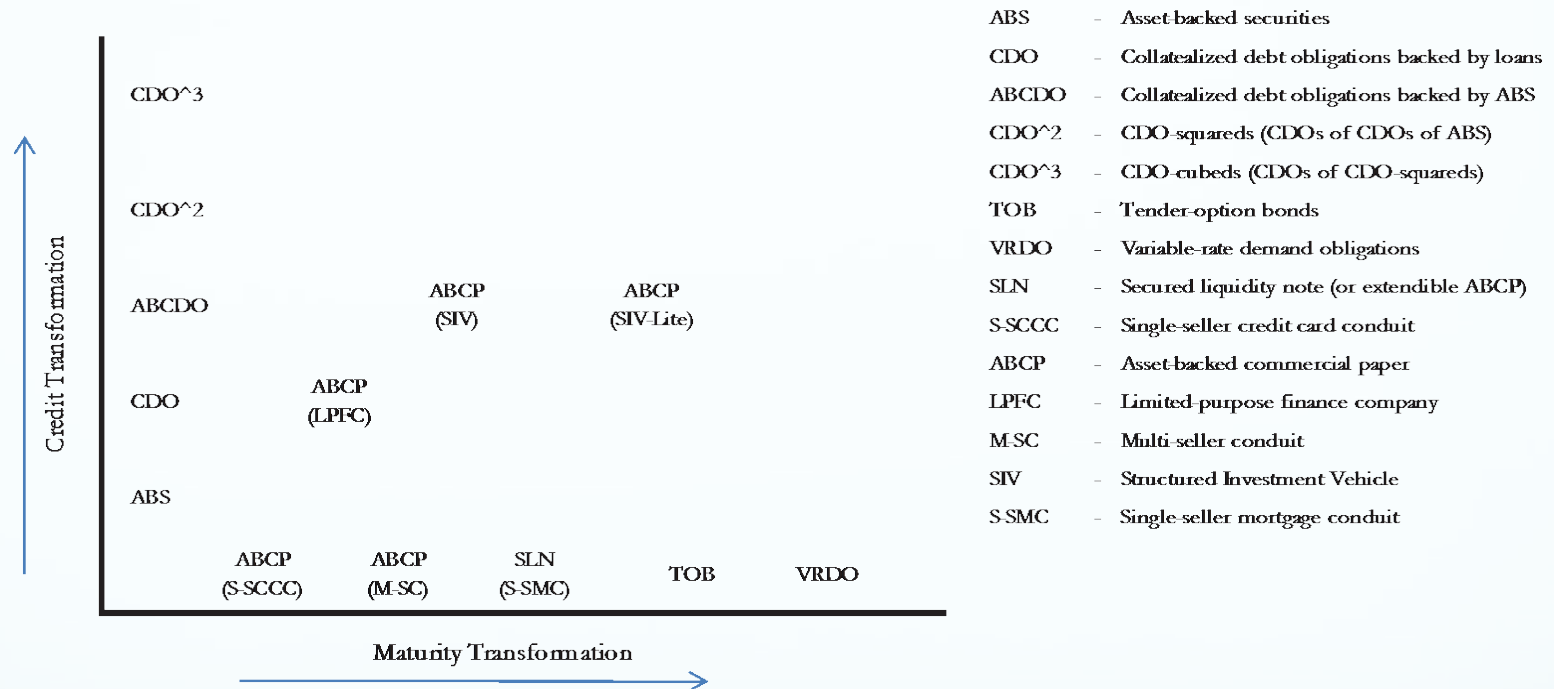 CDO^3
CDO^2
ABCDO
ABCP
(SIV)
ABCP
(SIV-Lite)
CDO
ABCP
(LPFC)
ABS
ABCP
(S-SCCC)
ABCP
(M-SC)
SLN
(S-SMC)
TOB
VRDO
Credit Transformation
Maturity Transformation
ABS - Asset-backed securities
CDO - Collatealized debt obligations backed by loans
ABCDO - Collatealized debt obligations backed by ABS
CDO^2 - CDO-squareds (CDOs of CDOs of ABS)
CDO^3 - CDO-cubeds (CDOs of CDO-squareds)
TOB - Tender-option bonds
VRDO - Variable-rate demand obligations
SLN - Secured liquidity note (or extendible ABCP)
S-SCCC - Single-seller credit card conduit
ABCP - Asset-backed commercial paper
LPFC - Limited-purpose finance company
M-SC - Multi-seller conduit
SIV - Structured Investment Vehicle
S-SMC - Single-seller mortgage conduit